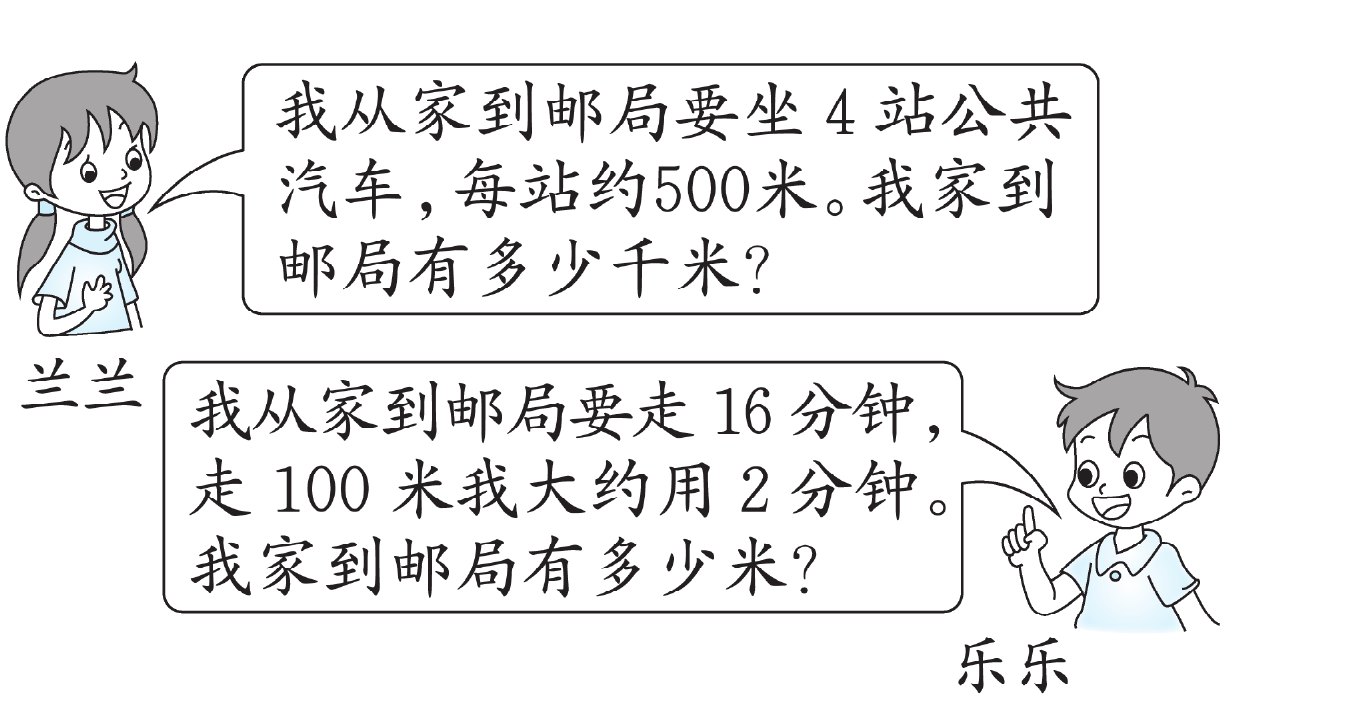 我从家到邮局要坐 4 站公共
汽车，每站约500米。我家到
邮局有多少千米？
兰兰
我从家到邮局要走 16 分钟，
走 100 米我大约用 2 分钟。
我家到邮局有多少米？
乐乐